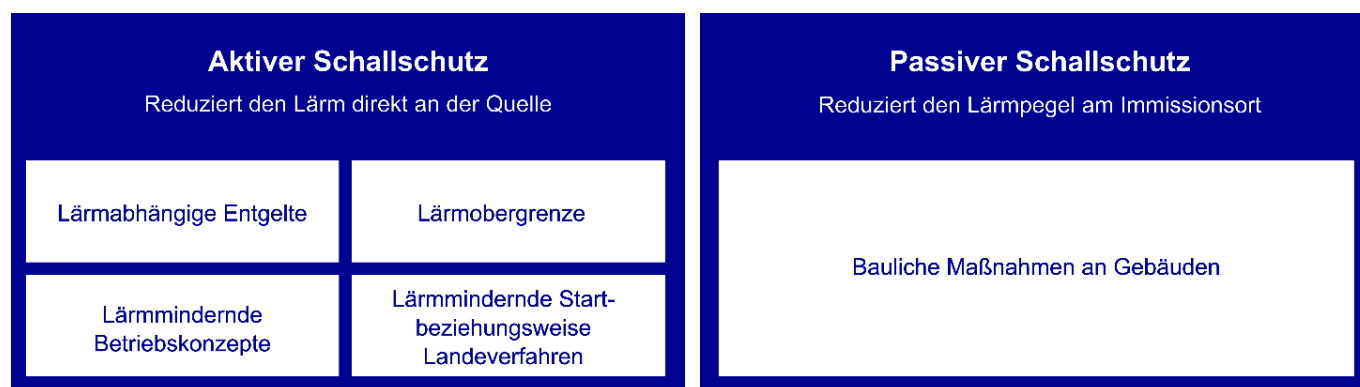 Aktiver Schallschutz
Reduziert den Lärm direkt an der Quelle
Lärmabhängige Entgelte
Lärmobergrenze
Lärmmindernde
Betriebskonzepte
Lärmmindernde Start-
beziehungsweise
Landeverfahren
Passiver Schallschutz
Reduziert den Lärmpegel am Immissionsort
Bauliche Maßnahmen an Gebäuden